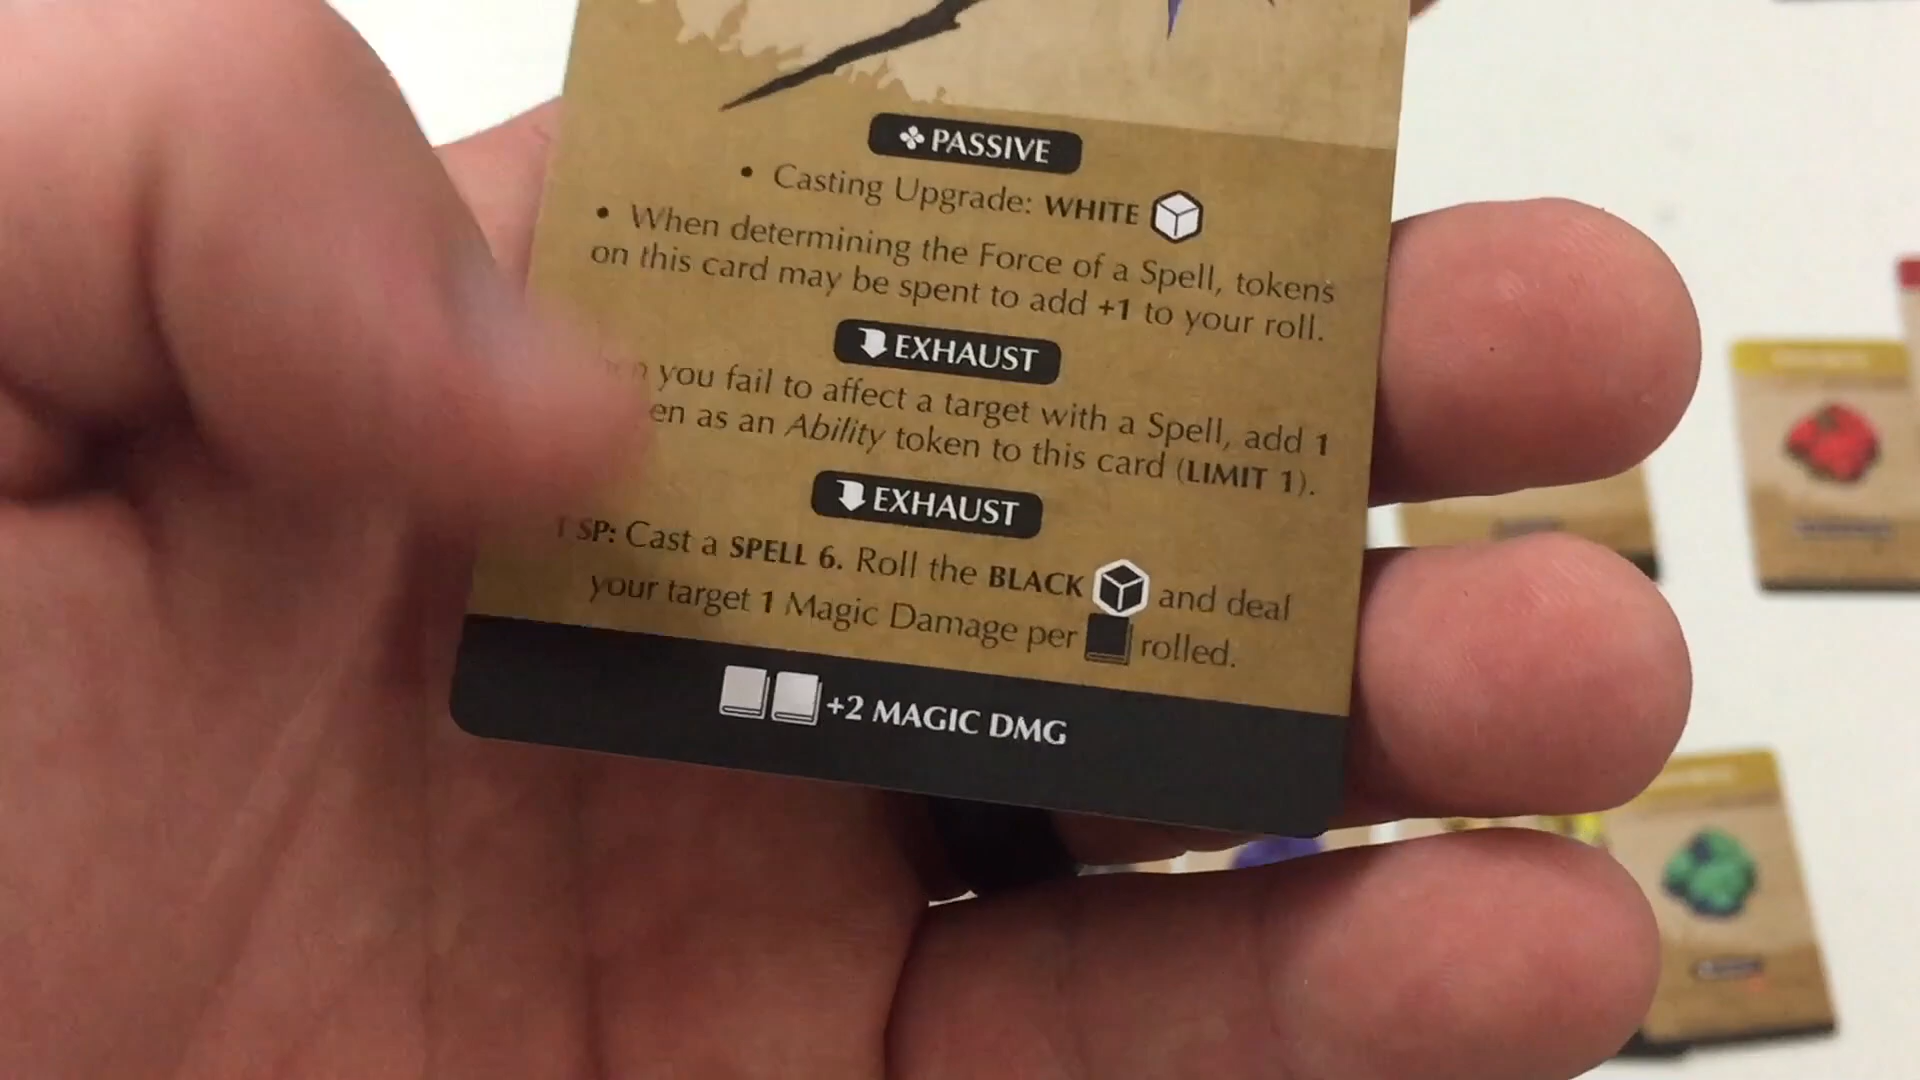 PASSIVE
• Casting Upgrade: WHITE
• When determining the Force of a Spell, tokens
on this card may be spent to add +1 to your roll.
EXHAUST
you fail to affect a target with a Spell, add 1
as an Ability token to this card (LIMIT 1).
EXHAUST
SP: Cast a SPELL 6. Roll the BLACK and deal
your target 1 Magic Damage per rolled.
+2 MAGIC DMG